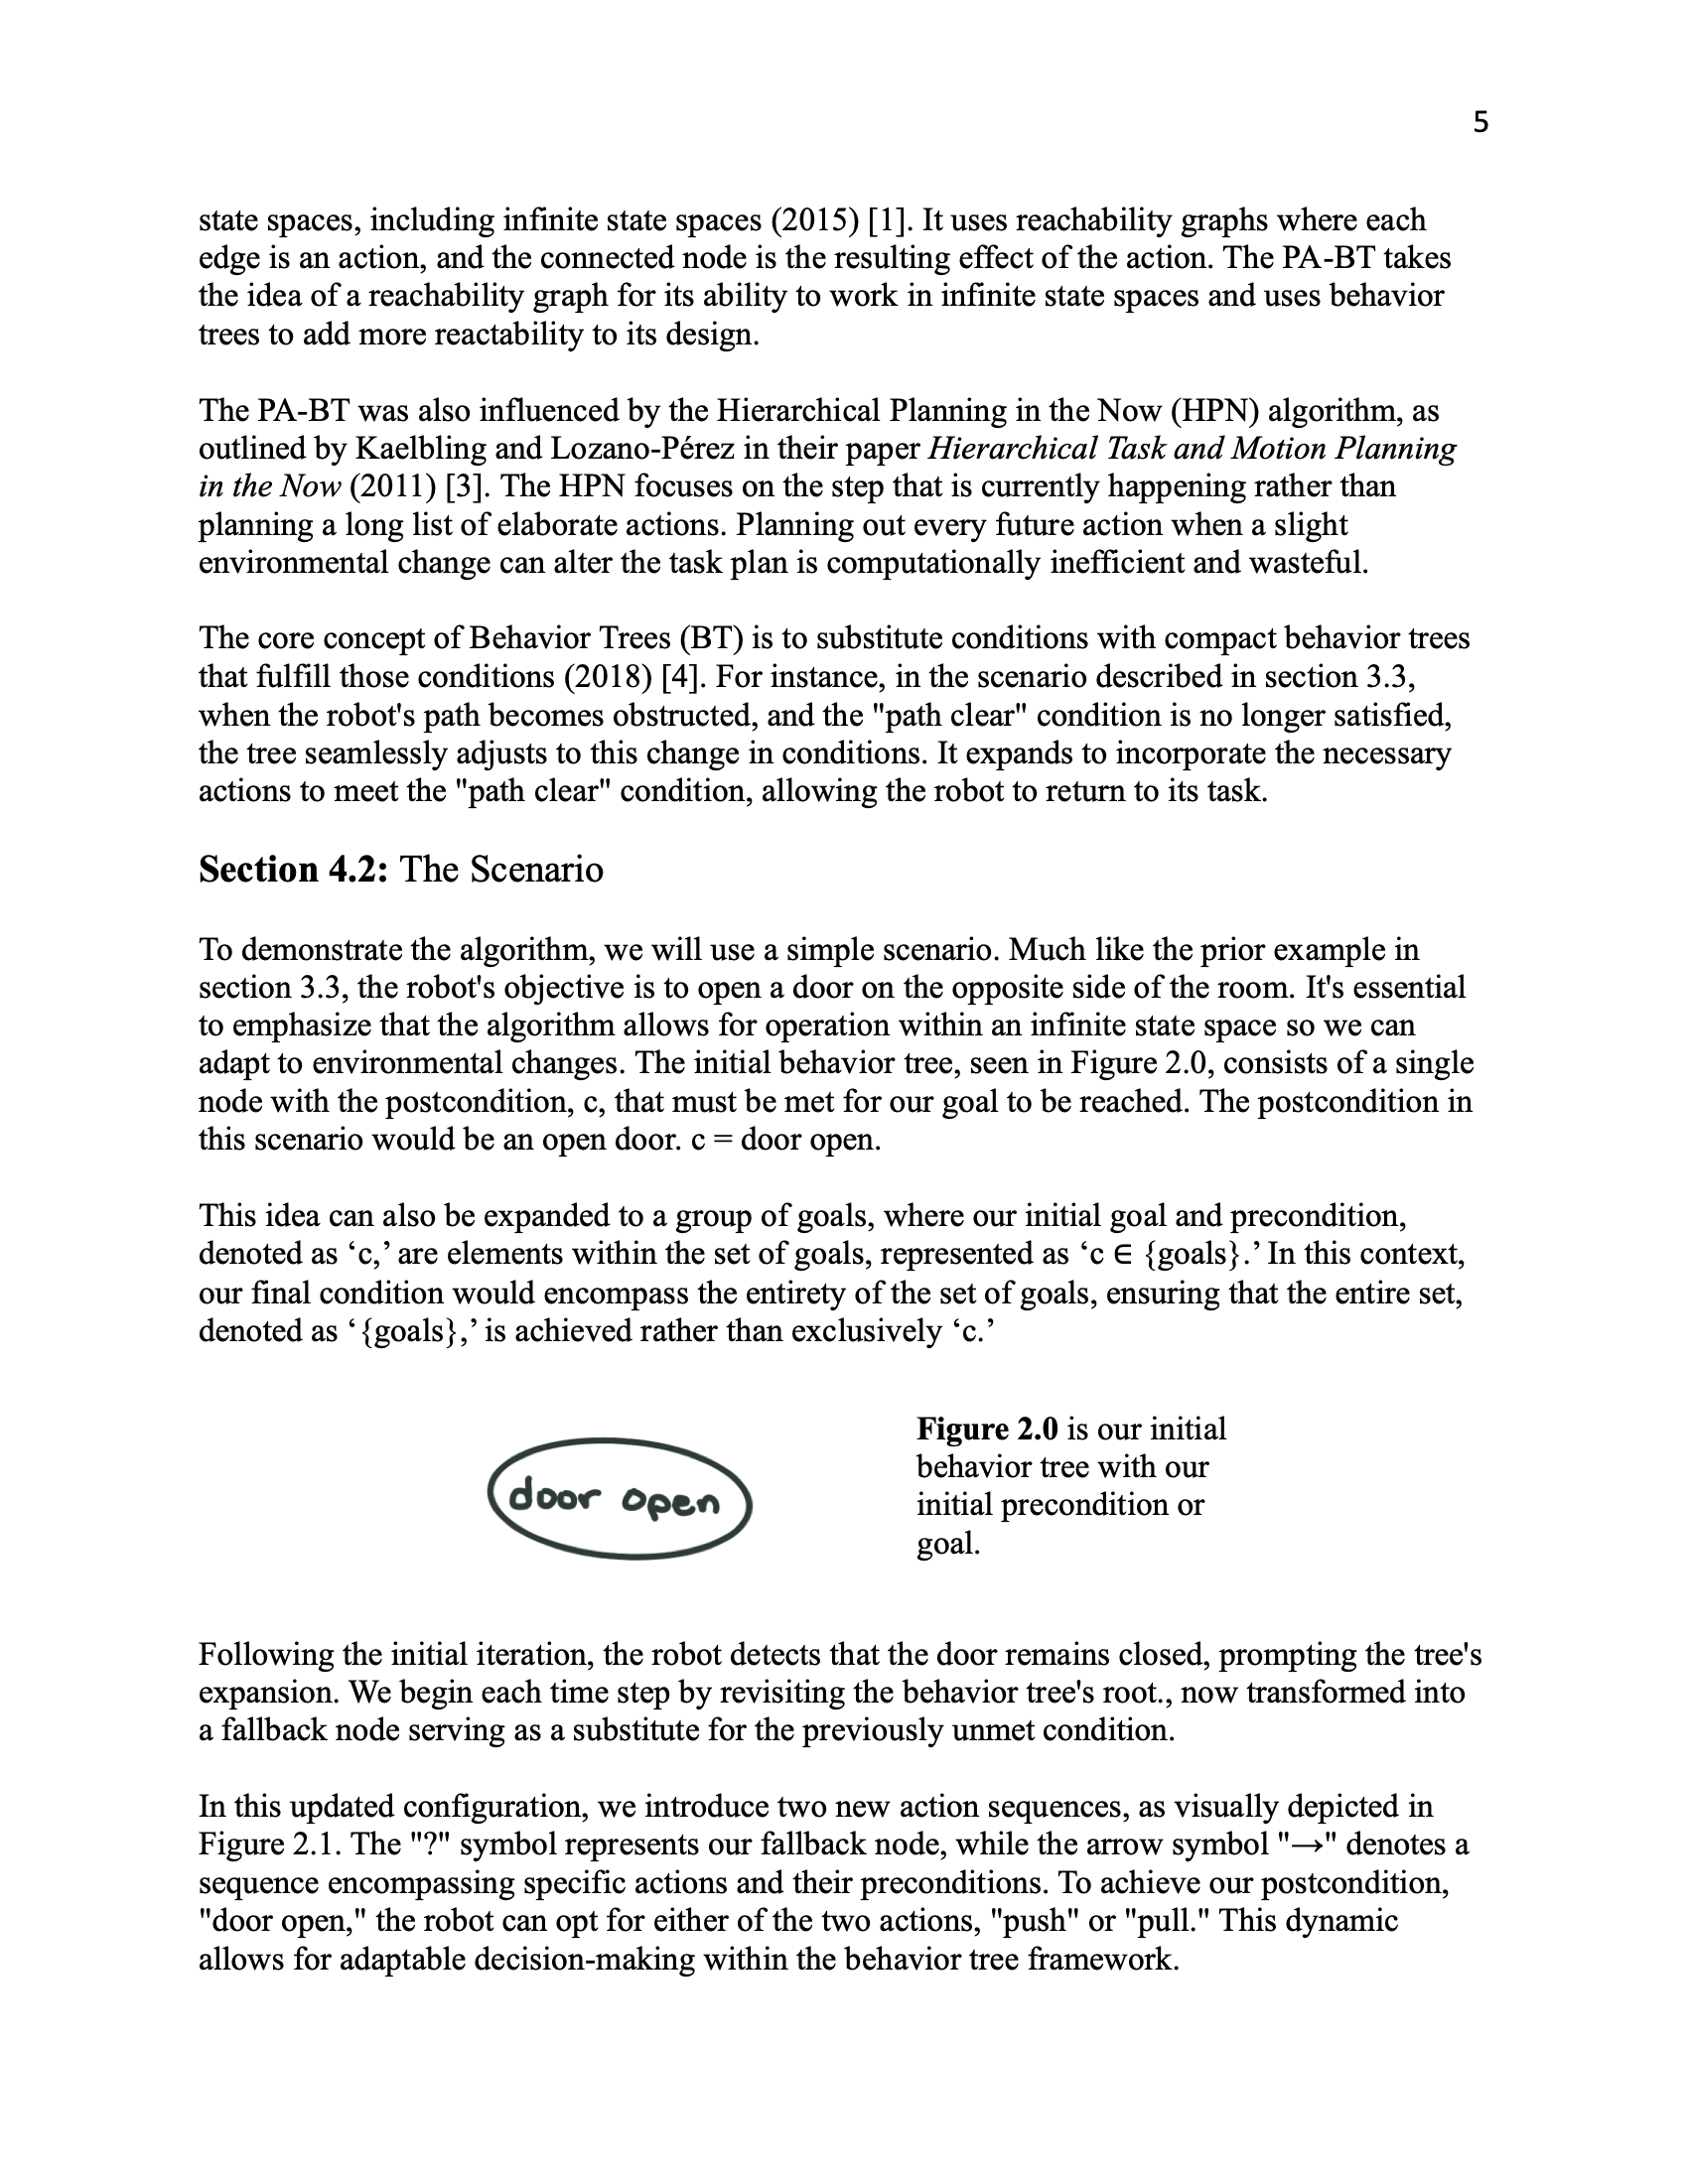 5
state spaces, including infinite state spaces (2015) [1]. It uses reachability graphs where each
edge is an action, and the connected node is the resulting effect of the action. The PA-BT takes
the idea of a reachability graph for its ability to work in infinite state spaces and uses behavior
trees to add more reactability to its design.
The PA-BT was also influenced by the Hierarchical Planning in the Now (HPN) algorithm, as
outlined by Kaelbling and Lozano-Pérez in their paper Hierarchical Task and Motion Planning
in the Now (2011) [3]. The HPN focuses on the step that is currently happening rather than
planning a long list of elaborate actions. Planning out every future action when a slight
environmental change can alter the task plan is computationally inefficient and wasteful.
The core concept of Behavior Trees (BT) is to substitute conditions with compact behavior trees
that fulfill those conditions (2018) [4]. For instance, in the scenario described in section 3.3,
when the robot's path becomes obstructed, and the "path clear" condition is no longer satisfied,
the tree seamlessly adjusts to this change in conditions. It expands to incorporate the necessary
actions to meet the "path clear" condition, allowing the robot to return to its task.
Section 4.2: The Scenario
To demonstrate the algorithm, we will use a simple scenario. Much like the prior example in
section 3.3, the robot's objective is to open a door on the opposite side of the room. It's essential
to emphasize that the algorithm allows for operation within an infinite state space so we can
adapt to environmental changes. The initial behavior tree, seen in Figure 2.0, consists of a single
node with the postcondition, c, that must be met for our goal to be reached. The postcondition in
this scenario would be an open door. c = door open.
This idea can also be expanded to a group of goals, where our initial goal and precondition,
denoted as ‘c,’ are elements within the set of goals, represented as ‘c ∈ {goals}.’ In this context,
our final condition would encompass the entirety of the set of goals, ensuring that the entire set,
denoted as ‘{goals},’ is achieved rather than exclusively ‘c.’
door open
Figure 2.0 is our initial
behavior tree with our
initial precondition or
goal.
Following the initial iteration, the robot detects that the door remains closed, prompting the tree's
expansion. We begin each time step by revisiting the behavior tree's root., now transformed into
a fallback node serving as a substitute for the previously unmet condition.
In this updated configuration, we introduce two new action sequences, as visually depicted in
Figure 2.1. The "?" symbol represents our fallback node, while the arrow symbol "→" denotes a
sequence encompassing specific actions and their preconditions. To achieve our postcondition,
"door open," the robot can opt for either of the two actions, "push" or "pull." This dynamic
allows for adaptable decision-making within the behavior tree framework.